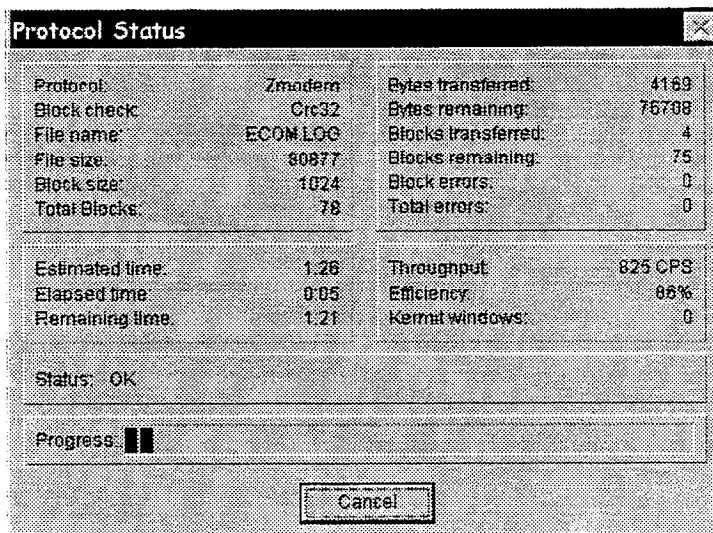 Protocol Status
Protocol: Zmodem
Block check: Crc32
File name: ECOM.LOG
File size: 80877
Block size: 1024
Total Blocks: 78
Bytes transferred: 4169
Bytes remaining: 76708
Blocks transferred: 4
Blocks remaining: 75
Block errors: 0
Total errors: 0
Estimated time: 1:26
Elapsed time 0:05
Remaining time: 1:21
Throughput: 825 CPS
Efficiency: 86%
Kermit windows: 0
Status: OK
Progress:
Cancel